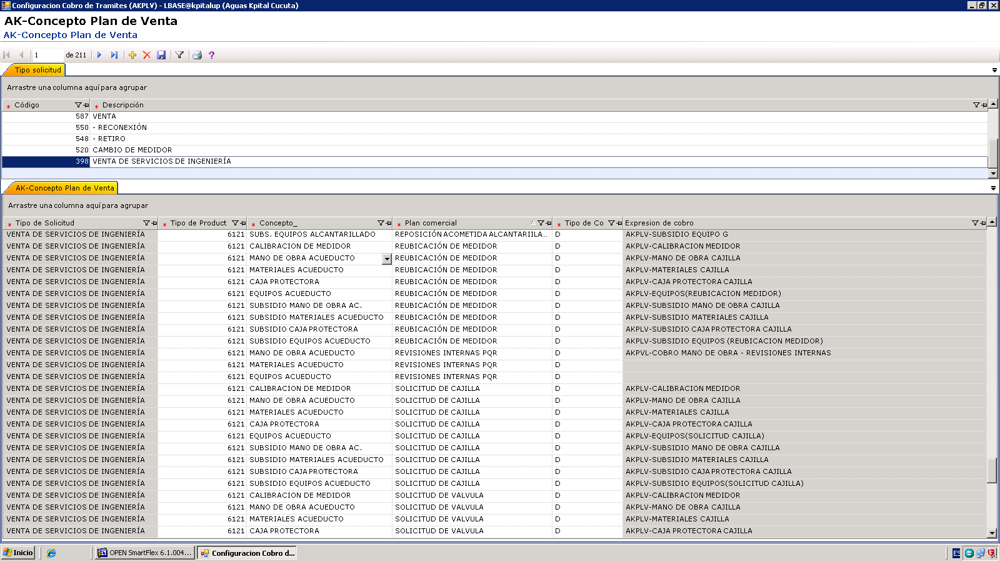 Configuracion Cobro de Tramites (AKPLV) - LBASE@kpitalup (Aguas Kpital Cucuta)
AK-Concepto Plan de Venta
AK-Concepto Plan de Venta
1 de 211
Tipo solicitud
Arrastre una columna aquí para agrupar
Código Descripción
587 VENTA
550 - RECONEXIÓN
548 - RETIRO
520 CAMBIO DE MEDIDOR
398 VENTA DE SERVICIOS DE INGENIERÍA
AK-Concepto Plan de Venta
Arrastre una columna aquí para agrupar
Tipo de Solicitud Tipo de Product Concepto_ Plan comercial Tipo de Co Expresion de cobro
VENTA DE SERVICIOS DE INGENIERÍA 6121 SUBS. EQUIPOS ALCANTARILLADO REPOSICIÓN ACOMETIDA ALCANTARIILA... D AKPLV-SUBSIDIO EQUIPO G
VENTA DE SERVICIOS DE INGENIERÍA 6121 CALIBRACION DE MEDIDOR REUBICACIÓN DE MEDIDOR D AKPLV-CALIBRACION MEDIDOR
VENTA DE SERVICIOS DE INGENIERÍA 6121 MANO DE OBRA ACUEDUCTO REUBICACIÓN DE MEDIDOR D AKPLV-MANO DE OBRA CAJILLA
VENTA DE SERVICIOS DE INGENIERÍA 6121 MATERIALES ACUEDUCTO REUBICACIÓN DE MEDIDOR D AKPLV-MATERIALES CAJILLA
VENTA DE SERVICIOS DE INGENIERÍA 6121 CAJA PROTECTORA REUBICACIÓN DE MEDIDOR D AKPLV-CAJA PROTECTORA CAJILLA
VENTA DE SERVICIOS DE INGENIERÍA 6121 EQUIPOS ACUEDUCTO REUBICACIÓN DE MEDIDOR D AKPLV-EQUIPOS(REUBICACION MEDIDOR)
VENTA DE SERVICIOS DE INGENIERÍA 6121 SUBSIDIO MANO DE OBRA AC. REUBICACIÓN DE MEDIDOR D AKPLV-SUBSIDIO MANO DE OBRA CAJILLA
VENTA DE SERVICIOS DE INGENIERÍA 6121 SUBSIDIO MATERIALES ACUEDUCTO REUBICACIÓN DE MEDIDOR D AKPLV-SUBSIDIO MATERIALES CAJILLA
VENTA DE SERVICIOS DE INGENIERÍA 6121 SUBSIDIO CAJA PROTECTORA REUBICACIÓN DE MEDIDOR D AKPLV-SUBSIDIO CAJA PROTECTORA CAJILLA
VENTA DE SERVICIOS DE INGENIERÍA 6121 SUBSIDIO EQUIPOS ACUEDUCTO REUBICACIÓN DE MEDIDOR D AKPLV-SUBSIDIO EQUIPOS (REUBICACION MEDIDOR)
VENTA DE SERVICIOS DE INGENIERÍA 6121 MANO DE OBRA ACUEDUCTO REVISIONES INTERNAS PQR D AKPVL-COBRO MANO DE OBRA - REVISIONES INTERNAS
VENTA DE SERVICIOS DE INGENIERÍA 6121 MATERIALES ACUEDUCTO REVISIONES INTERNAS PQR D
VENTA DE SERVICIOS DE INGENIERÍA 6121 EQUIPOS ACUEDUCTO REVISIONES INTERNAS PQR D
VENTA DE SERVICIOS DE INGENIERÍA 6121 CALIBRACION DE MEDIDOR SOLICITUD DE CAJILLA D AKPLV-CALIBRACION MEDIDOR
VENTA DE SERVICIOS DE INGENIERÍA 6121 MANO DE OBRA ACUEDUCTO SOLICITUD DE CAJILLA D AKPLV-MANO DE OBRA CAJILLA
VENTA DE SERVICIOS DE INGENIERÍA 6121 MATERIALES ACUEDUCTO SOLICITUD DE CAJILLA D AKPLV-MATERIALES CAJILLA
VENTA DE SERVICIOS DE INGENIERÍA 6121 CAJA PROTECTORA SOLICITUD DE CAJILLA D AKPLV-CAJA PROTECTORA CAJILLA
VENTA DE SERVICIOS DE INGENIERÍA 6121 EQUIPOS ACUEDUCTO SOLICITUD DE CAJILLA D AKPLV-EQUIPOS(SOLICITUD CAJILLA)
VENTA DE SERVICIOS DE INGENIERÍA 6121 SUBSIDIO MANO DE OBRA AC. SOLICITUD DE CAJILLA D AKPLV-SUBSIDIO MANO DE OBRA CAJILLA
VENTA DE SERVICIOS DE INGENIERÍA 6121 SUBSIDIO MATERIALES ACUEDUCTO SOLICITUD DE CAJILLA D AKPLV-SUBSIDIO MATERIALES CAJILLA
VENTA DE SERVICIOS DE INGENIERÍA 6121 SUBSIDIO CAJA PROTECTORA SOLICITUD DE CAJILLA D AKPLV-SUBSIDIO CAJA PROTECTORA CAJILLA
VENTA DE SERVICIOS DE INGENIERÍA 6121 SUBSIDIO EQUIPOS ACUEDUCTO SOLICITUD DE CAJILLA D AKPLV-SUBSIDIO EQUIPOS(SOLICITUD CAJILLA)
VENTA DE SERVICIOS DE INGENIERÍA 6121 CALIBRACION DE MEDIDOR SOLICITUD DE VALVULA D AKPLV-CALIBRACION MEDIDOR
VENTA DE SERVICIOS DE INGENIERÍA 6121 MANO DE OBRA ACUEDUCTO SOLICITUD DE VALVULA D AKPLV-MANO DE OBRA CAJILLA
VENTA DE SERVICIOS DE INGENIERÍA 6121 MATERIALES ACUEDUCTO SOLICITUD DE VALVULA D AKPLV-MATERIALES CAJILLA
VENTA DE SERVICIOS DE INGENIERÍA 6121 CAJA PROTECTORA SOLICITUD DE VALVULA D AKPLV-CAJA PROTECTORA CAJILLA
Inicio OPEN SmartFlex 6.1.004... Configuracion Cobro d... ES